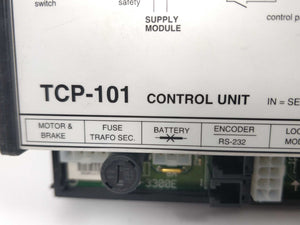 switch
safety
SUPPLY
MODULE
control
TCP-101 CONTROL UNIT IN = SE
MOTOR &
BRAKE
FUSE
TRAFO SEC.
BATTERY
ENCODER
RS-232
LO
MO
3300E